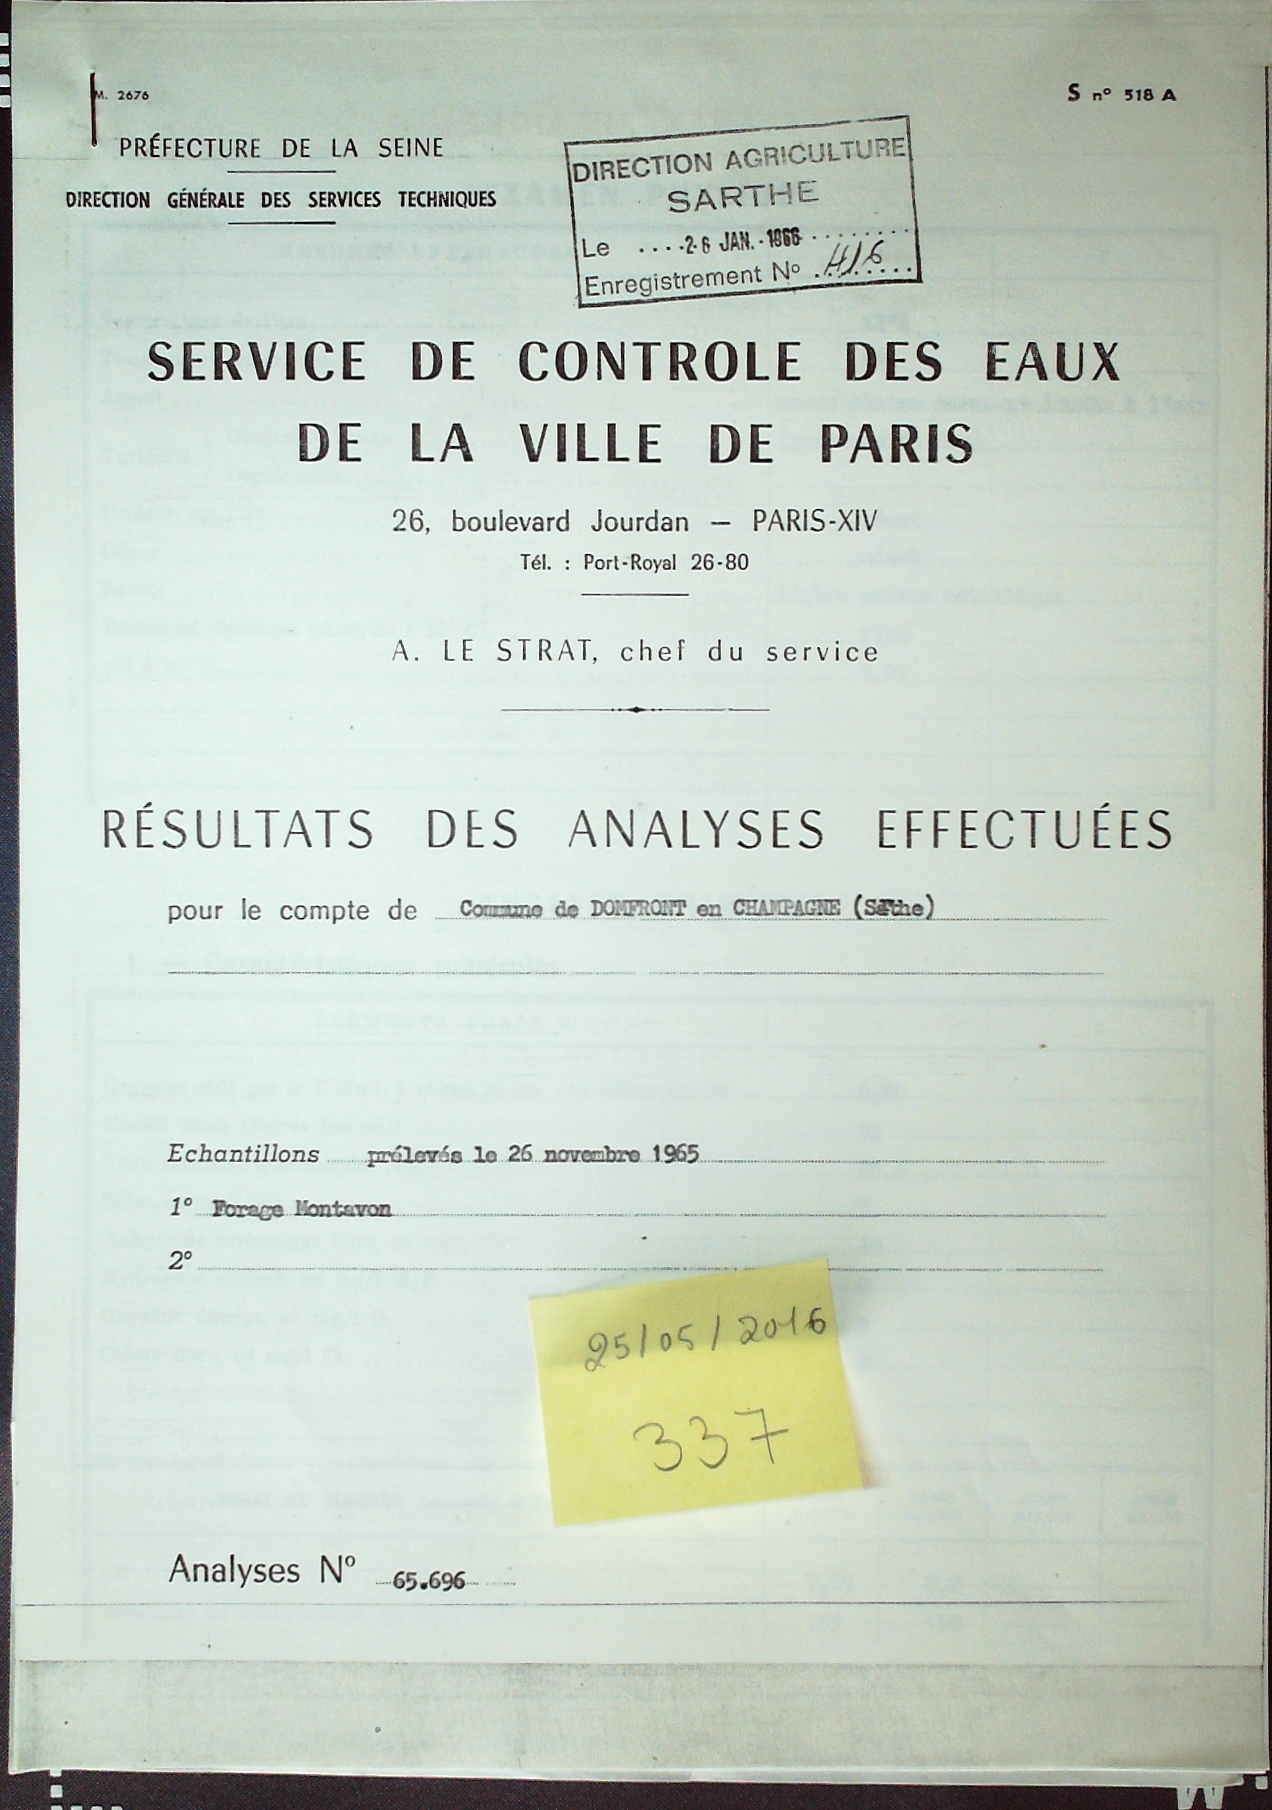 M. 2676
S n° 518 A
PRÉFECTURE DE LA SEINE
DIRECTION GÉNÉRALE DES SERVICES TECHNIQUES
DIRECTION AGRICULTURE
SARTHE
Le ....26 JAN. 1966........
Enregistrement N° .416.....
SERVICE DE CONTROLE DES EAUX
DE LA VILLE DE PARIS
26, boulevard Jourdan — PARIS-XIV
Tél. : Port-Royal 26-80
A. LE STRAT, chef du service
RÉSULTATS DES ANALYSES EFFECTUÉES
pour le compte de Commune de DOMFRONT en CHAMPAGNE (Sarthe)
Echantillons prélevés le 26 novembre 1965
1° Forage Montavon
2°
25/05/2016
337
Analyses N° 65.696